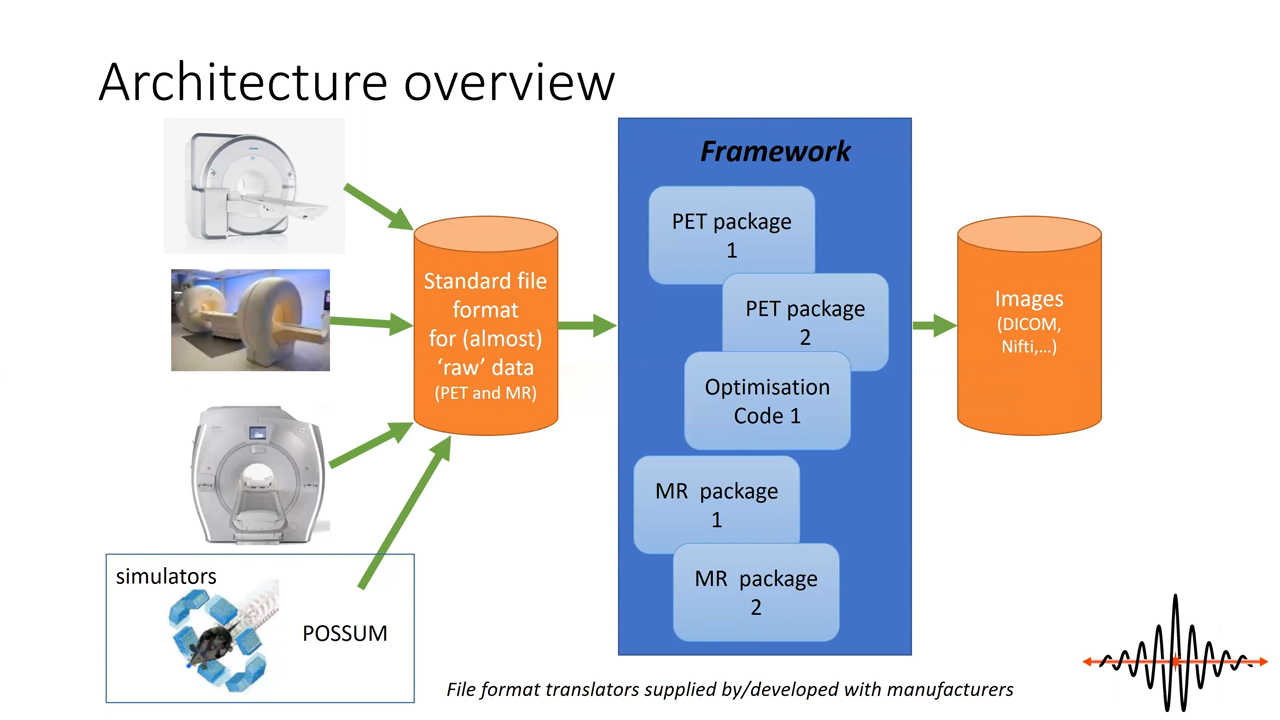 Architecture overview
Framework
PET package
1
PET package
2
Optimisation
Code 1
MR  package
1
MR  package
2
Standard file
format
for (almost)
‘raw’ data
(PET and MR)
Images
(DICOM,
Nifti,…)
simulators
POSSUM
File format translators supplied by/developed with manufacturers